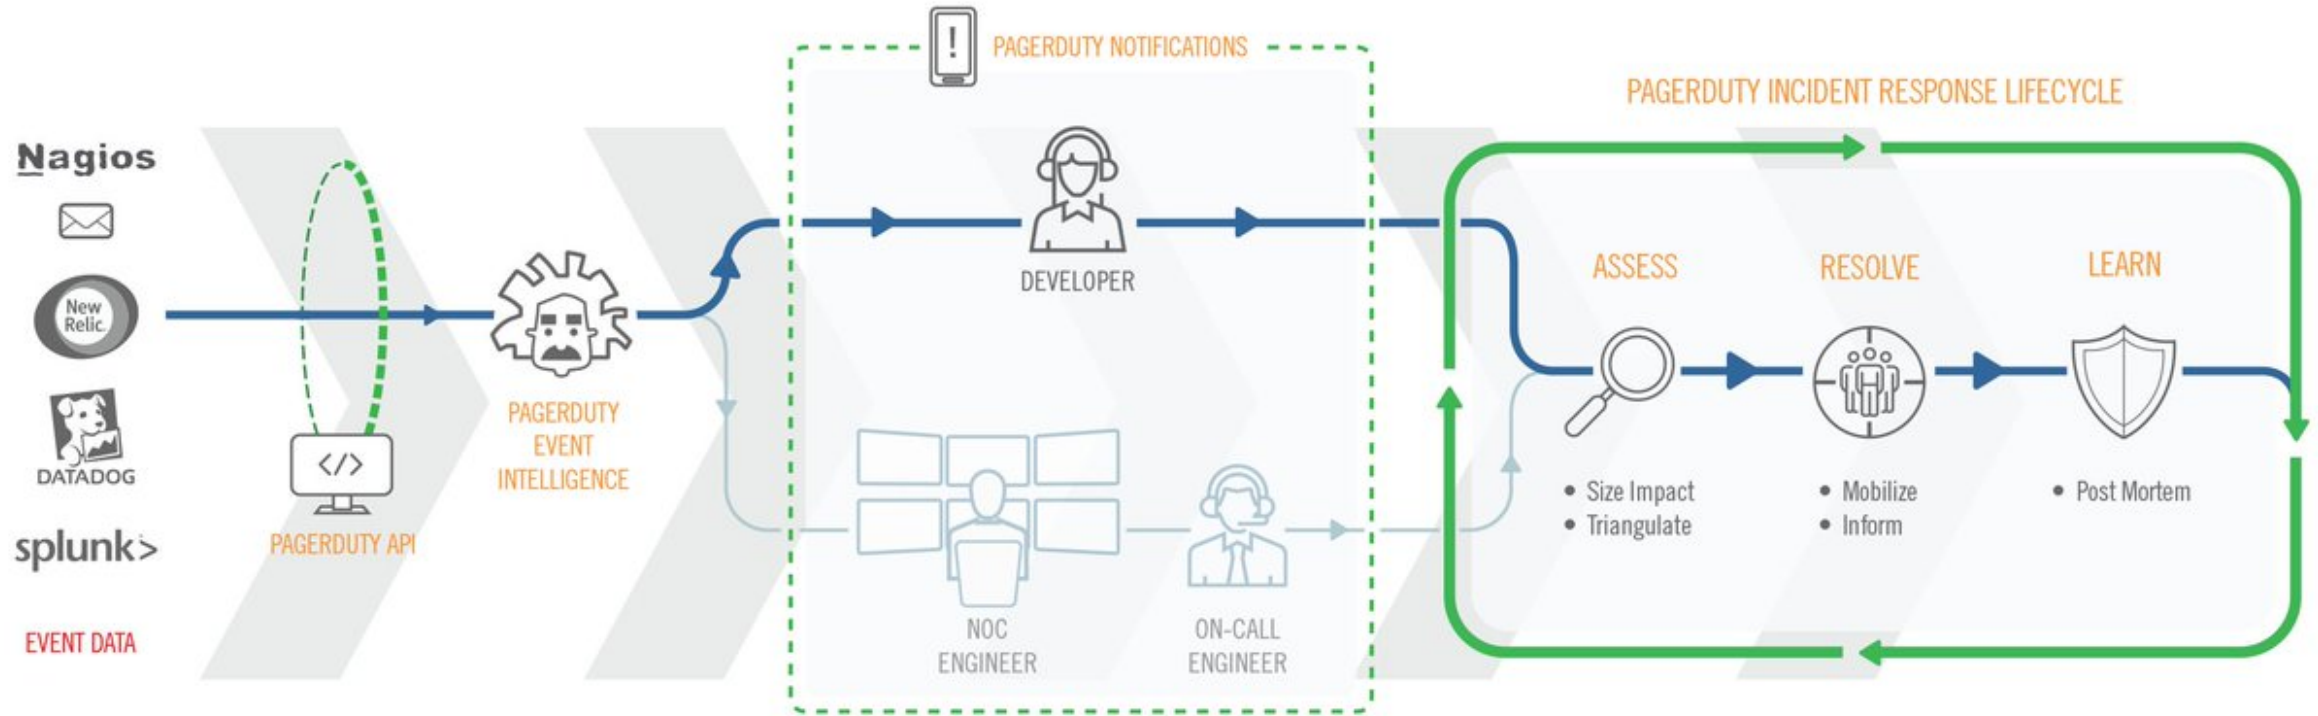 Nagios
New
Relic.
DATADOG
splunk>
EVENT DATA
</>
PAGERDUTY API
PAGERDUTY
EVENT
INTELLIGENCE
!
PAGERDUTY NOTIFICATIONS
DEVELOPER
NOC
ENGINEER
ON-CALL
ENGINEER
PAGERDUTY INCIDENT RESPONSE LIFECYCLE
ASSESS
• Size Impact
• Triangulate
RESOLVE
• Mobilize
• Inform
LEARN
• Post Mortem